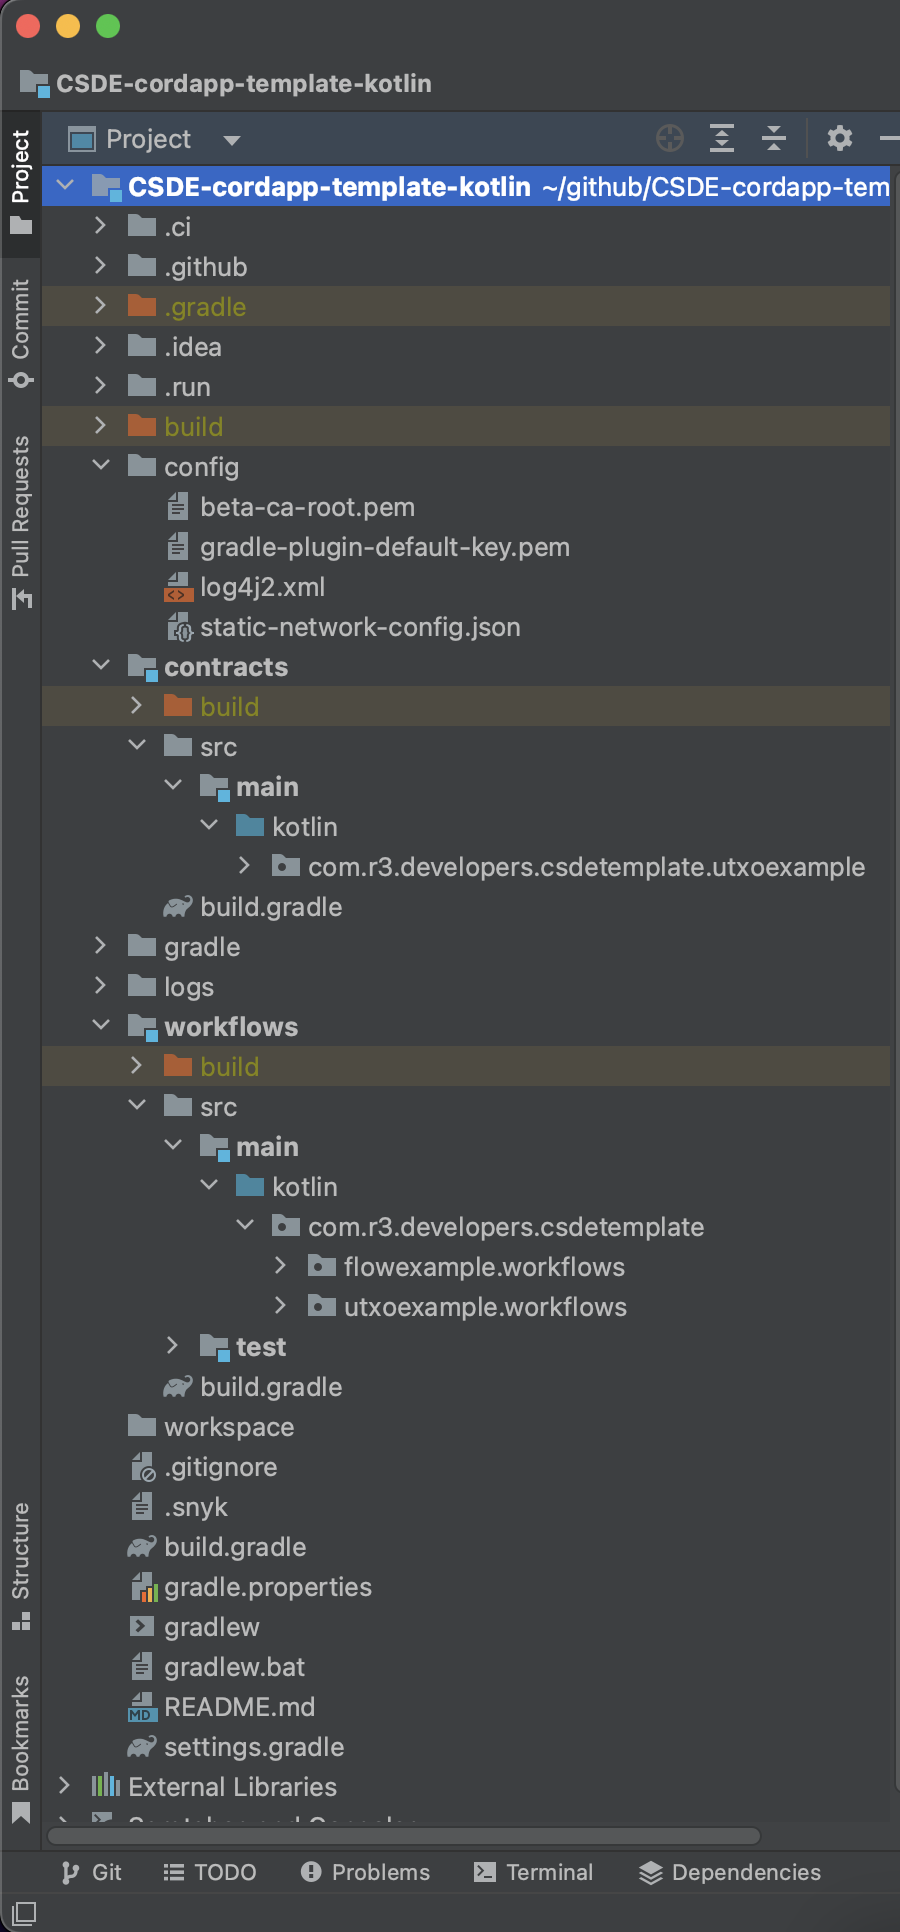 CSDE-cordapp-template-kotlin
Project
CSDE-cordapp-template-kotlin ~/github/CSDE-cordapp-tem
.ci
.github
.gradle
.idea
.run
build
config
beta-ca-root.pem
gradle-plugin-default-key.pem
log4j2.xml
static-network-config.json
contracts
build
src
main
kotlin
com.r3.developers.csdetemplate.utxoexample
build.gradle
gradle
logs
workflows
build
src
main
kotlin
com.r3.developers.csdetemplate
flowexample.workflows
utxoexample.workflows
test
build.gradle
workspace
.gitignore
.snyk
build.gradle
gradle.properties
gradlew
gradlew.bat
MD README.md
settings.gradle
External Libraries
Project
Commit
Pull Requests
Structure
Bookmarks
Git TODO Problems Terminal Dependencies